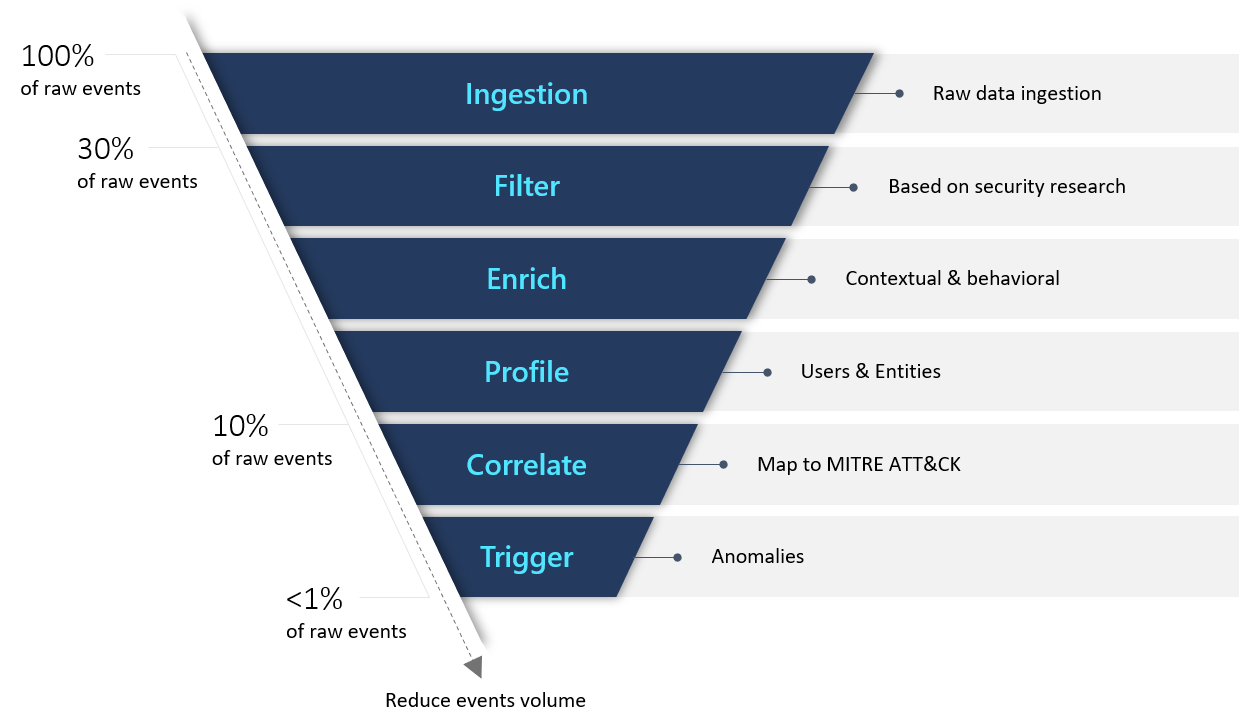 100%
of raw events
Ingestion
Raw data ingestion
30%
of raw events
Filter
Based on security research
Enrich
Contextual & behavioral
Profile
Users & Entities
10%
of raw events
Correlate
Map to MITRE ATT&CK
Trigger
Anomalies
<1%
of raw events
Reduce events volume